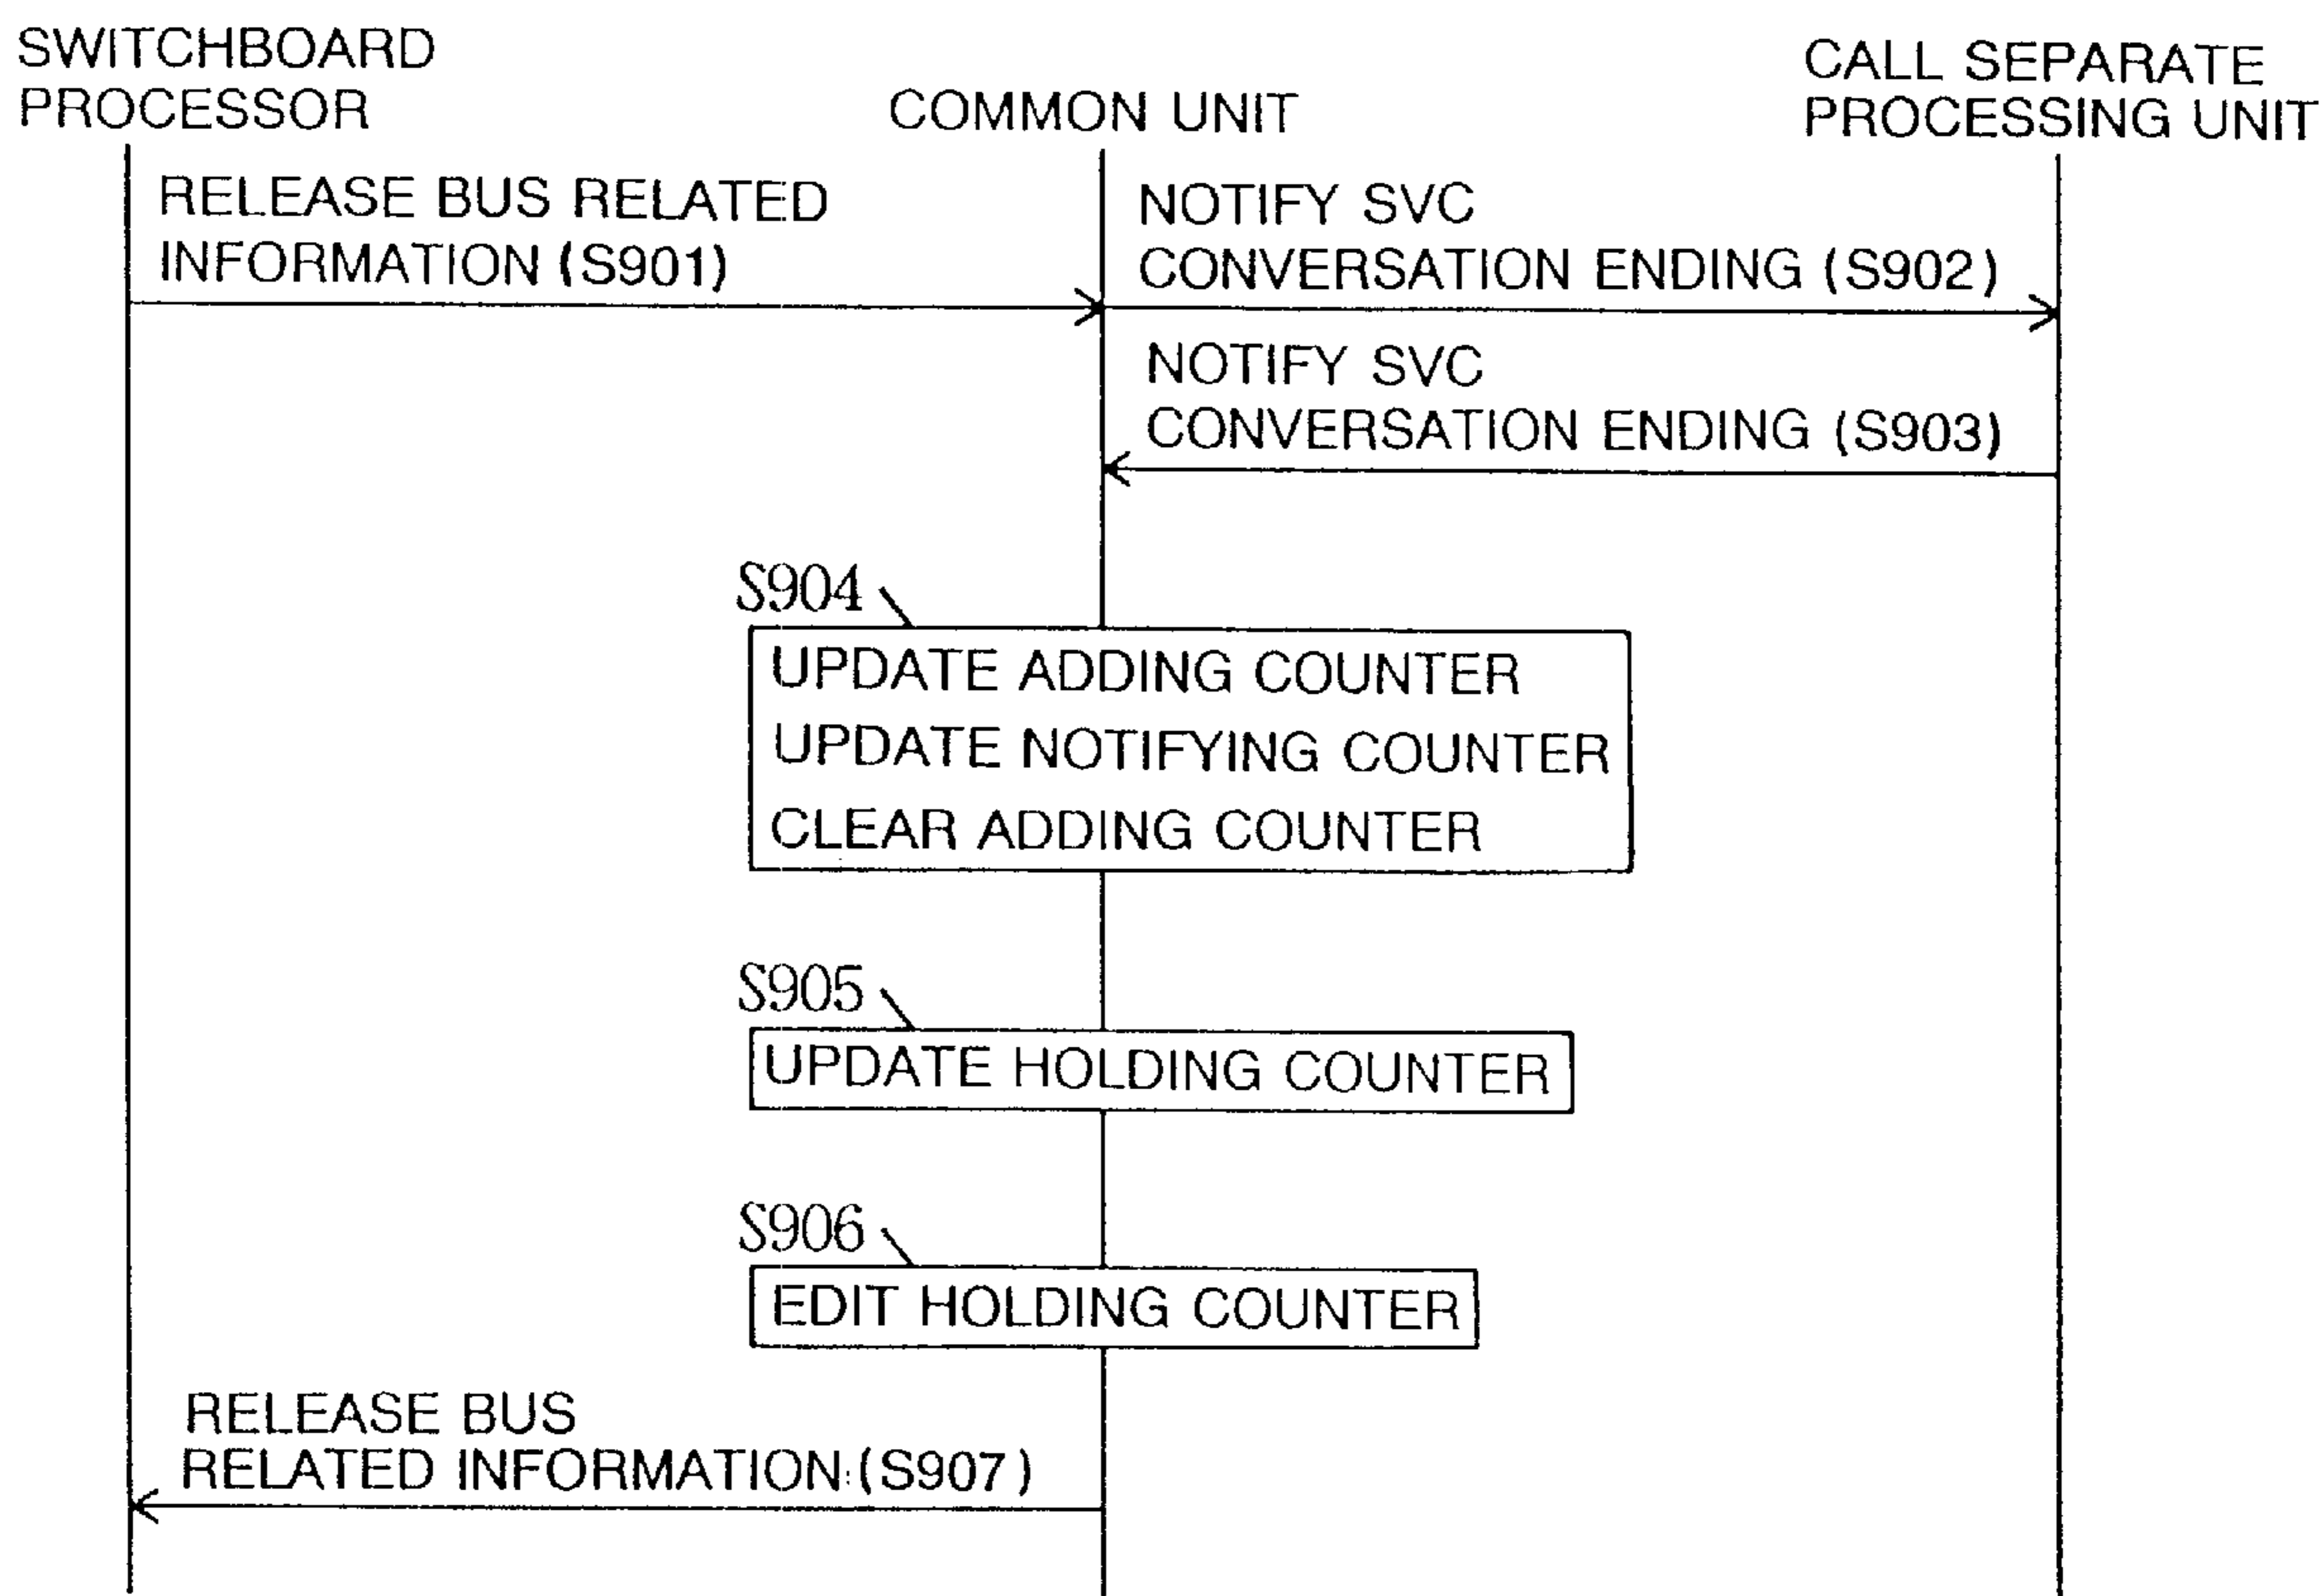 SWITCHBOARD
PROCESSOR
COMMON UNIT
CALL SEPARATE
PROCESSING UNIT
RELEASE BUS RELATED
INFORMATION (S901)
NOTIFY SVC
CONVERSATION ENDING (S902)
NOTIFY SVC
CONVERSATION ENDING (S903)
S904
UPDATE ADDING COUNTER
UPDATE NOTIFYING COUNTER
CLEAR ADDING COUNTER
S905
UPDATE HOLDING COUNTER
S906
EDIT HOLDING COUNTER
RELEASE BUS
RELATED INFORMATION (S907)